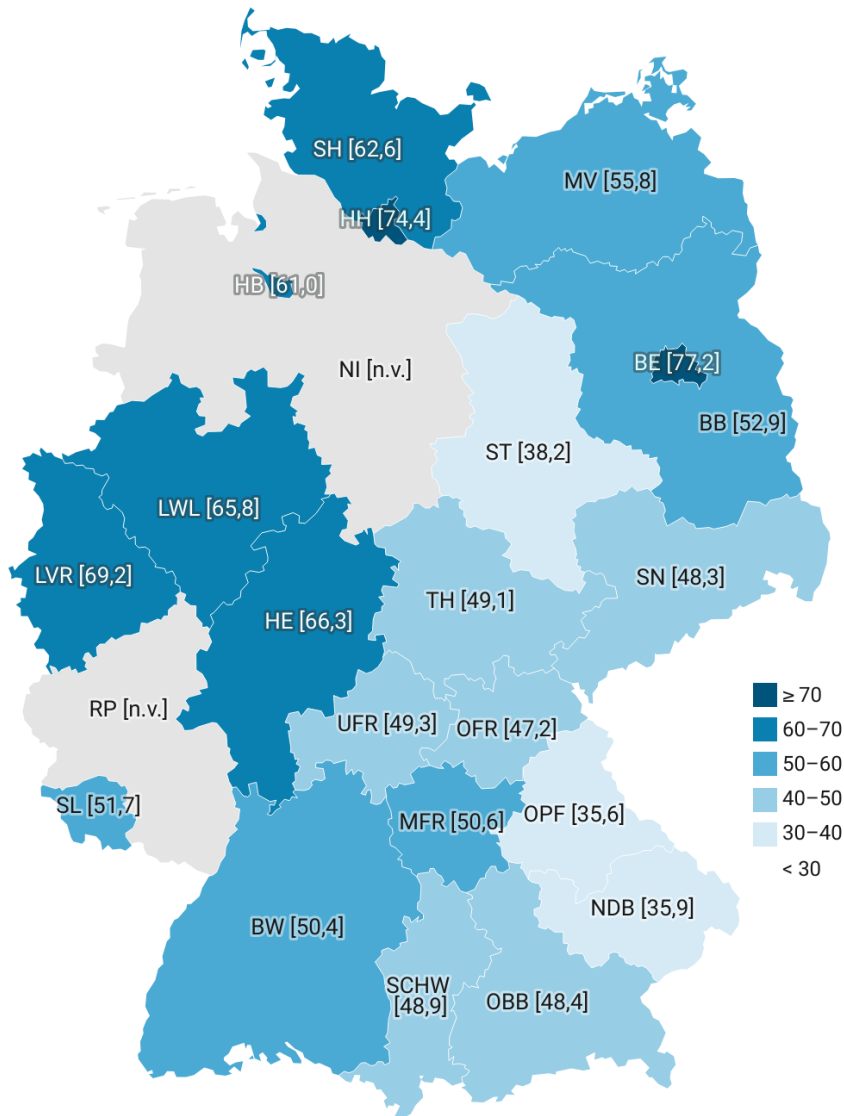 SH [62,6]
MV [55,8]
HH [74,4]
HB [61,0]
NI [n.v.]
BE [77,2]
BB [52,9]
ST [38,2]
LWL [65,8]
LVR [69,2]
SN [48,3]
TH [49,1]
HE [66,3]
RP [n.v.]
UFR [49,3]
OFR [47,2]
SL [51,7]
MFR [50,6]
OPF [35,6]
NDB [35,9]
BW [50,4]
SCHW
[48,9]
OBB [48,4]
≥ 70
60–70
50–60
40–50
30–40
< 30